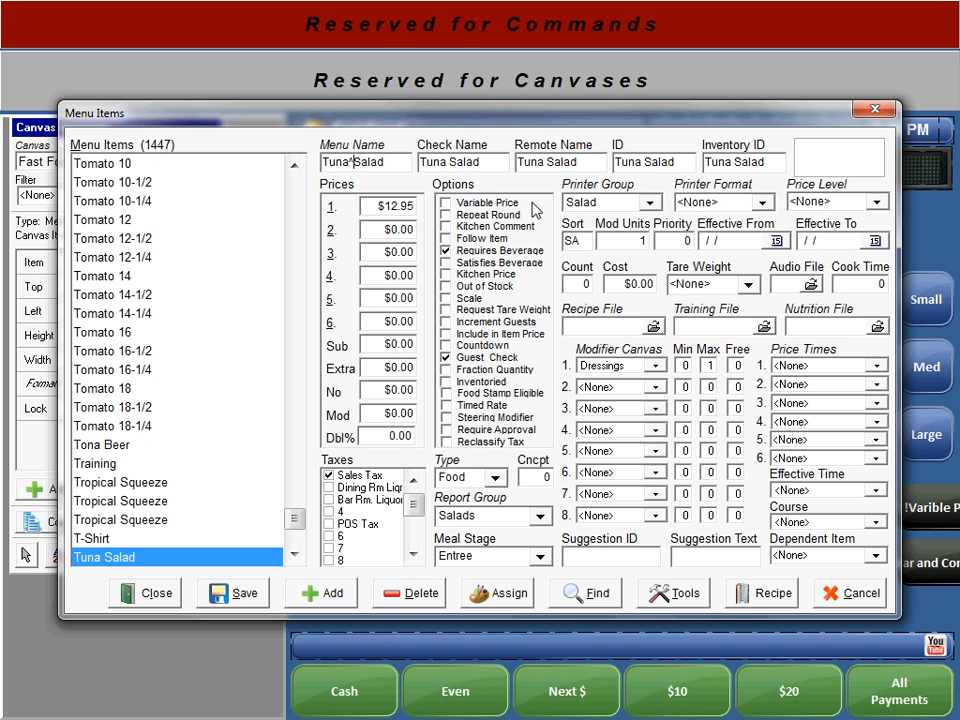 Reserved for Commands
Reserved for Canvases
Canvas
Canvas
Fast Fo
Filter
<None>
Item
Top
Left
Height
Width
Lock
PM
Small
Med
Large
!Varible P
ar and Con
Menu Items
Menu Items (1447)
Tomato 10
Tomato 10-1/2
Tomato 10-1/4
Tomato 12
Tomato 12-1/2
Tomato 12-1/4
Tomato 14
Tomato 14-1/2
Tomato 14-1/4
Tomato 16
Tomato 16-1/2
Tomato 16-1/4
Tomato 18
Tomato 18-1/2
Tomato 18-1/4
Tona Beer
Training
Tropical Squeeze
Tropical Squeeze
Tropical Squeeze
T-Shirt
Tuna Salad
Menu Name Check Name Remote Name ID Inventory ID
Tuna^Salad Tuna Salad Tuna Salad Tuna Salad Tuna Salad
Prices
1. $12.95
2. $0.00
3. $0.00
4. $0.00
5. $0.00
6. $0.00
Sub $0.00
Extra $0.00
No $0.00
Mod $0.00
Dbl% 0.00
Options
Variable Price
Repeat Round
Kitchen Comment
Follow Item
Requires Beverage
Satisfies Beverage
Kitchen Price
Out of Stock
Scale
Request Tare Weight
Increment Guests
Include in Item Price
Countdown
Guest Check
Fraction Quantity
Inventoried
Food Stamp Eligible
Timed Rate
Steering Modifier
Require Approval
Reclassify Tax
Taxes
Sales Tax
Dining Rm.Liqr
Bar Rm. Liquor
4
POS Tax
6
7
8
Type Cncpt
Food 0
Report Group
Salads
Meal Stage
Entree
Printer Group Printer Format Price Level
Salad <None> <None>
Sort Mod Units Priority Effective From Effective To
SA 1 0 / / 15 / / 15
Count Cost Tare Weight Audio File Cook Time
0 $0.00 <None> 0
Recipe File Training File Nutrition File
Modifier Canvas Min Max Free
1. Dressings 0 1 0
2. <None> 0 0 0
3. <None> 0 0 0
4. <None> 0 0 0
5. <None> 0 0 0
6. <None> 0 0 0
7. <None> 0 0 0
8. <None> 0 0 0
Price Times
1. <None>
2. <None>
3. <None>
4. <None>
5. <None>
6. <None>
Effective Time
<None>
Course
<None>
Suggestion ID Suggestion Text Dependent Item
<None>
Close Save Add Delete Assign Find Tools Recipe Cancel
You
Tube
Cash Even Next $ $10 $20 All
Payments